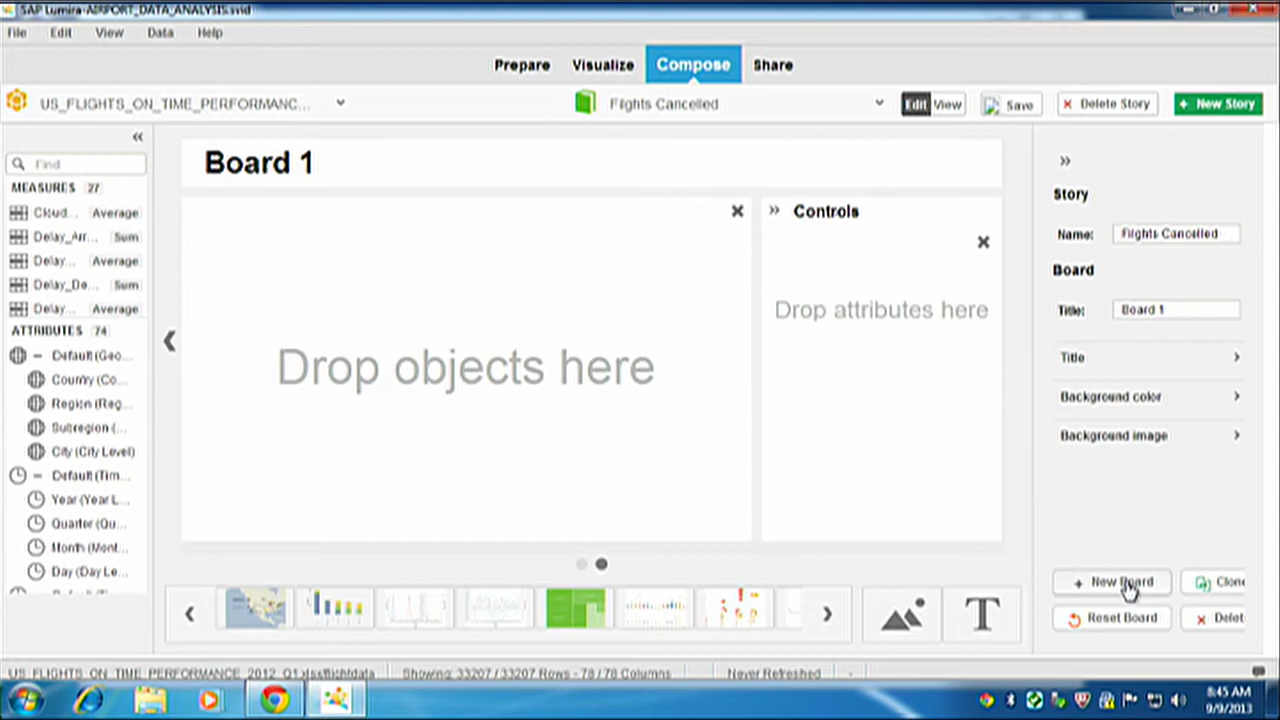 SAP Lumira-AIRPORT_DATA_ANALYSIS.svid
File Edit View Data Help
Prepare Visualize Compose Share
US_FLIGHTS_ON_TIME_PERFORMANC... Flights Cancelled Edit View Save Delete Story + New Story
Find
MEASURES 27
Cloud... Average
Delay_Arr... Sum
Delay... Average
Delay_De... Sum
Delay... Average
ATTRIBUTES 74
Default (Geo...
Country (Co...
Region (Reg...
Subregion (...
City (City Level)
Default (Tim...
Year (Year L...
Quarter (Qu...
Month (Mont...
Day (Day Le...
Board 1
Drop objects here
Controls
Drop attributes here
Story
Name: Flights Cancelled
Board
Title: Board 1
Title
Background color
Background image
+ New Board Clone
Reset Board Delet
T
US_FLIGHTS_ON_TIME_PERFORMANCE_2012_Q1.xlsx/flightdata Showing: 33207 / 33207 Rows - 78 / 78 Columns Never Refreshed -
8:45 AM
9/9/2013